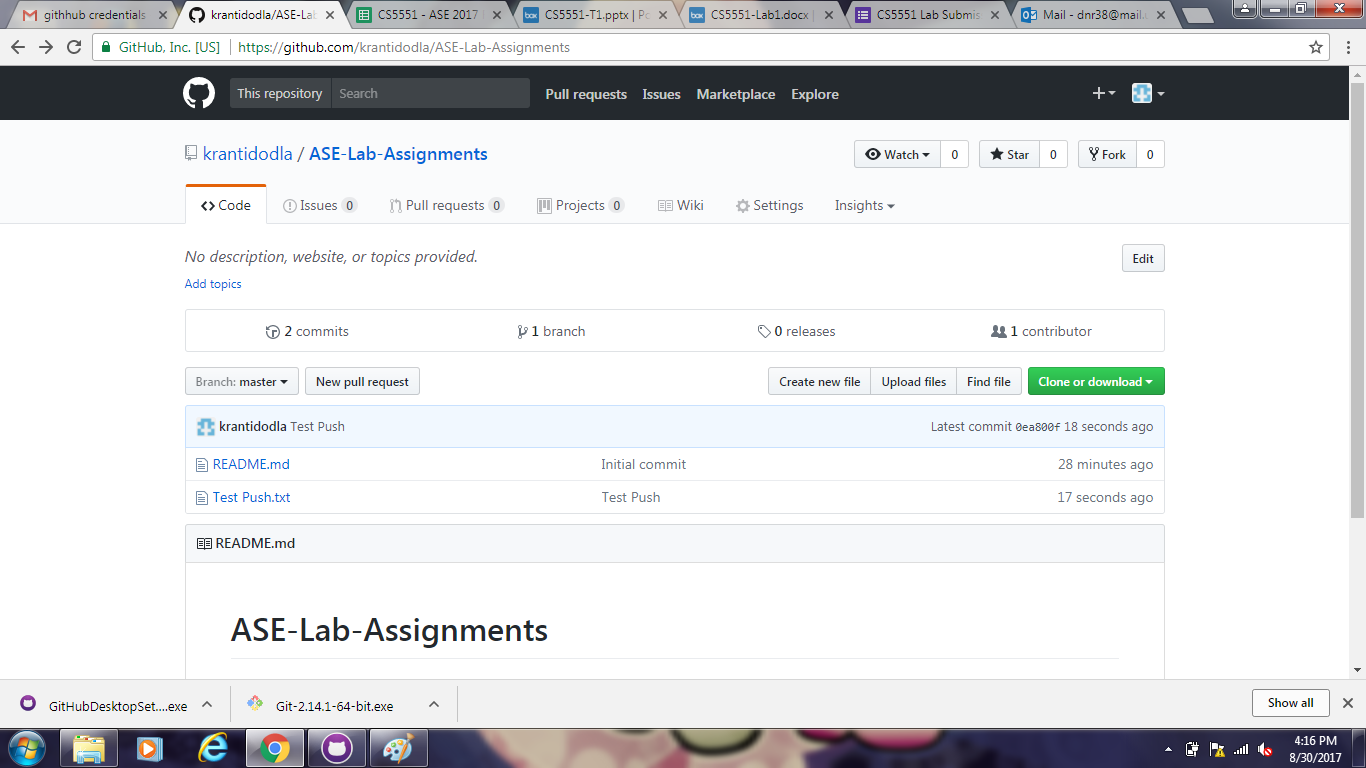 githhub credentials
krantidodla/ASE-Lab
CS5551 - ASE 2017
CS5551-T1.pptx | Po
CS5551-Lab1.docx |
CS5551 Lab Submis
Mail - dnr38@mail.
GitHub, Inc. [US] https://github.com/krantidodla/ASE-Lab-Assignments
This repository Search Pull requests Issues Marketplace Explore
krantidodla / ASE-Lab-Assignments
Watch 0 Star 0 Fork 0
Code Issues 0 Pull requests 0 Projects 0 Wiki Settings Insights
No description, website, or topics provided. Edit
Add topics
2 commits 1 branch 0 releases 1 contributor
Branch: master New pull request Create new file Upload files Find file Clone or download
krantidodla Test Push Latest commit 0ea800f 18 seconds ago
README.md Initial commit 28 minutes ago
Test Push.txt Test Push 17 seconds ago
README.md
ASE-Lab-Assignments
GitHubDesktopSet....exe Git-2.14.1-64-bit.exe Show all
4:16 PM
8/30/2017